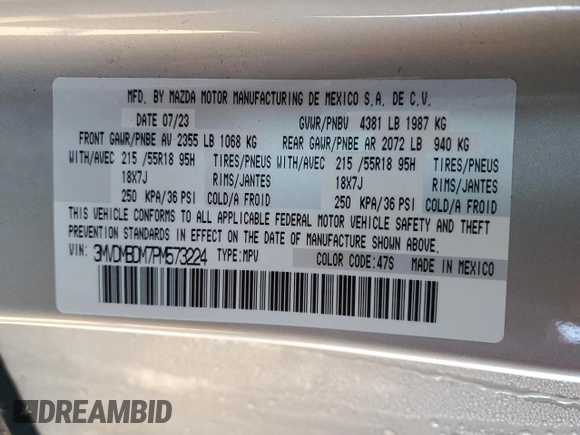 MFD. BY MAZDA MOTOR MANUFACTURING DE MEXICO S.A. DE C.V.
DATE 07/23 GVWR/PNBV 4381 LB 1987 KG
FRONT GAWR/PNBE AV 2355 LB 1068 KG REAR GAWR/PNBE AR 2072 LB 940 KG
WITH/AVEC 215 /55R18 95H TIRES/PNEUS WITH/AVEC 215 /55R18 95H TIRES/PNEUS
18X7J RIMS/JANTES 18X7J RIMS/JANTES
250 KPA/36 PSI COLD/A FROID 250 KPA/36 PSI COLD/A FROID
THIS VEHICLE CONFORMS TO ALL APPLICABLE FEDERAL MOTOR VEHICLE SAFETY AND THEFT
PREVENTION STANDARDS IN EFFECT ON THE DATE OF MANUFACTURE SHOWN ABOVE.
VIN: 3MVDMBDM7PM573224 TYPE:MPV COLOR CODE:47S MADE IN MEXICO
DREAMBID